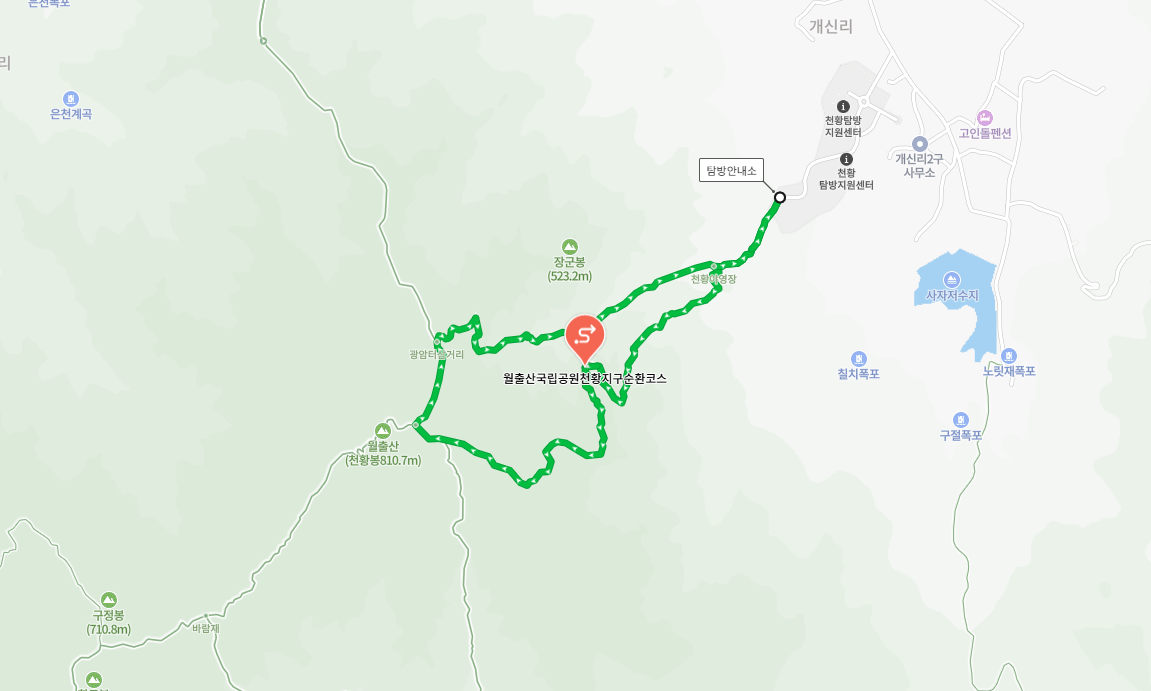 은천폭포
개신리
리
은천계곡
천황탐방
지원센터
고인돌펜션
개신리2구
사무소
천황
탐방지원센터
탐방안내소
장군봉
(523.2m)
천황야영장
사자저수지
광암터삼거리
칠치폭포
노릿재폭포
월출산국립공원천황지구순환코스
구절폭포
월출산
(천황봉810.7m)
구정봉
(710.8m)
바람재